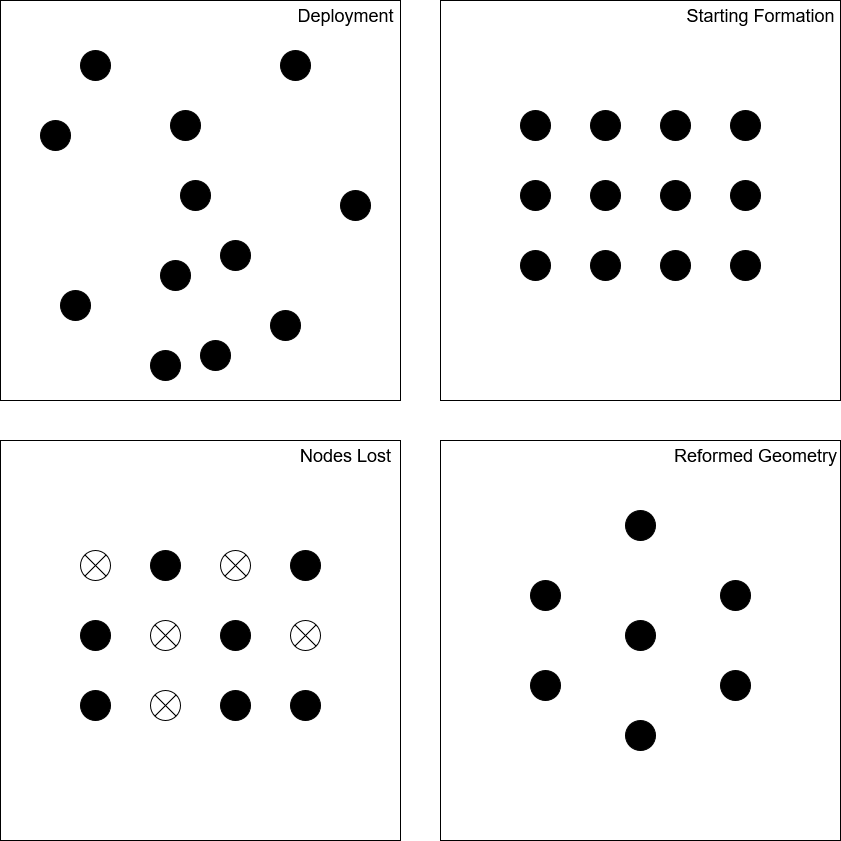 Deployment
Starting Formation
Nodes Lost
Reformed Geometry